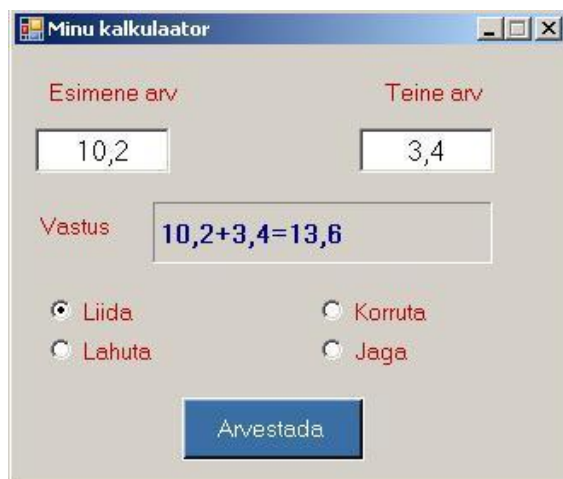 Minu kalkulaator
Esimene arv Teine arv
10,2 3,4
Vastus 10,2+3,4=13,6
Liida Korruta
Lahuta Jaga
Arvestada